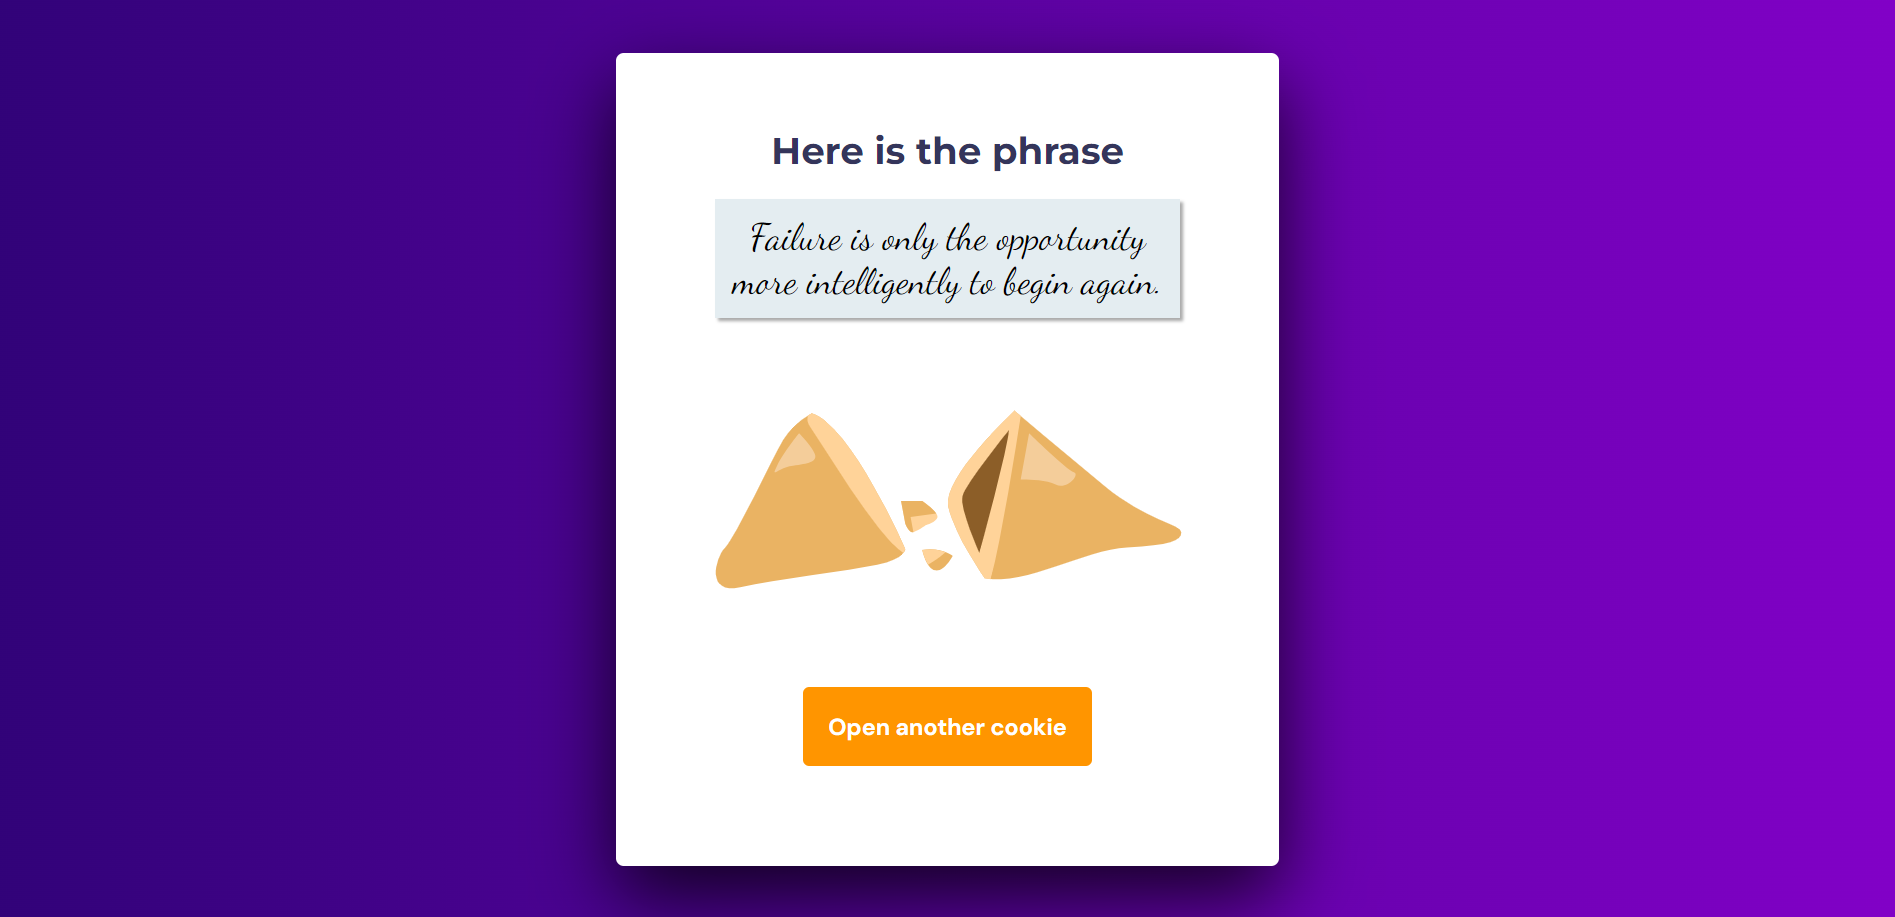 Here is the phrase
Failure is only the opportunity
more intelligently to begin again.
Open another cookie